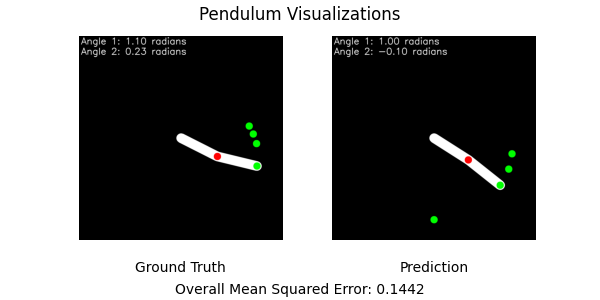 Pendulum Visualizations
Angle 1: 1.10 radians
Angle 2: 0.23 radians
Angle 1: 1.00 radians
Angle 2: −0.10 radians
Ground Truth
Prediction
Overall Mean Squared Error: 0.1442